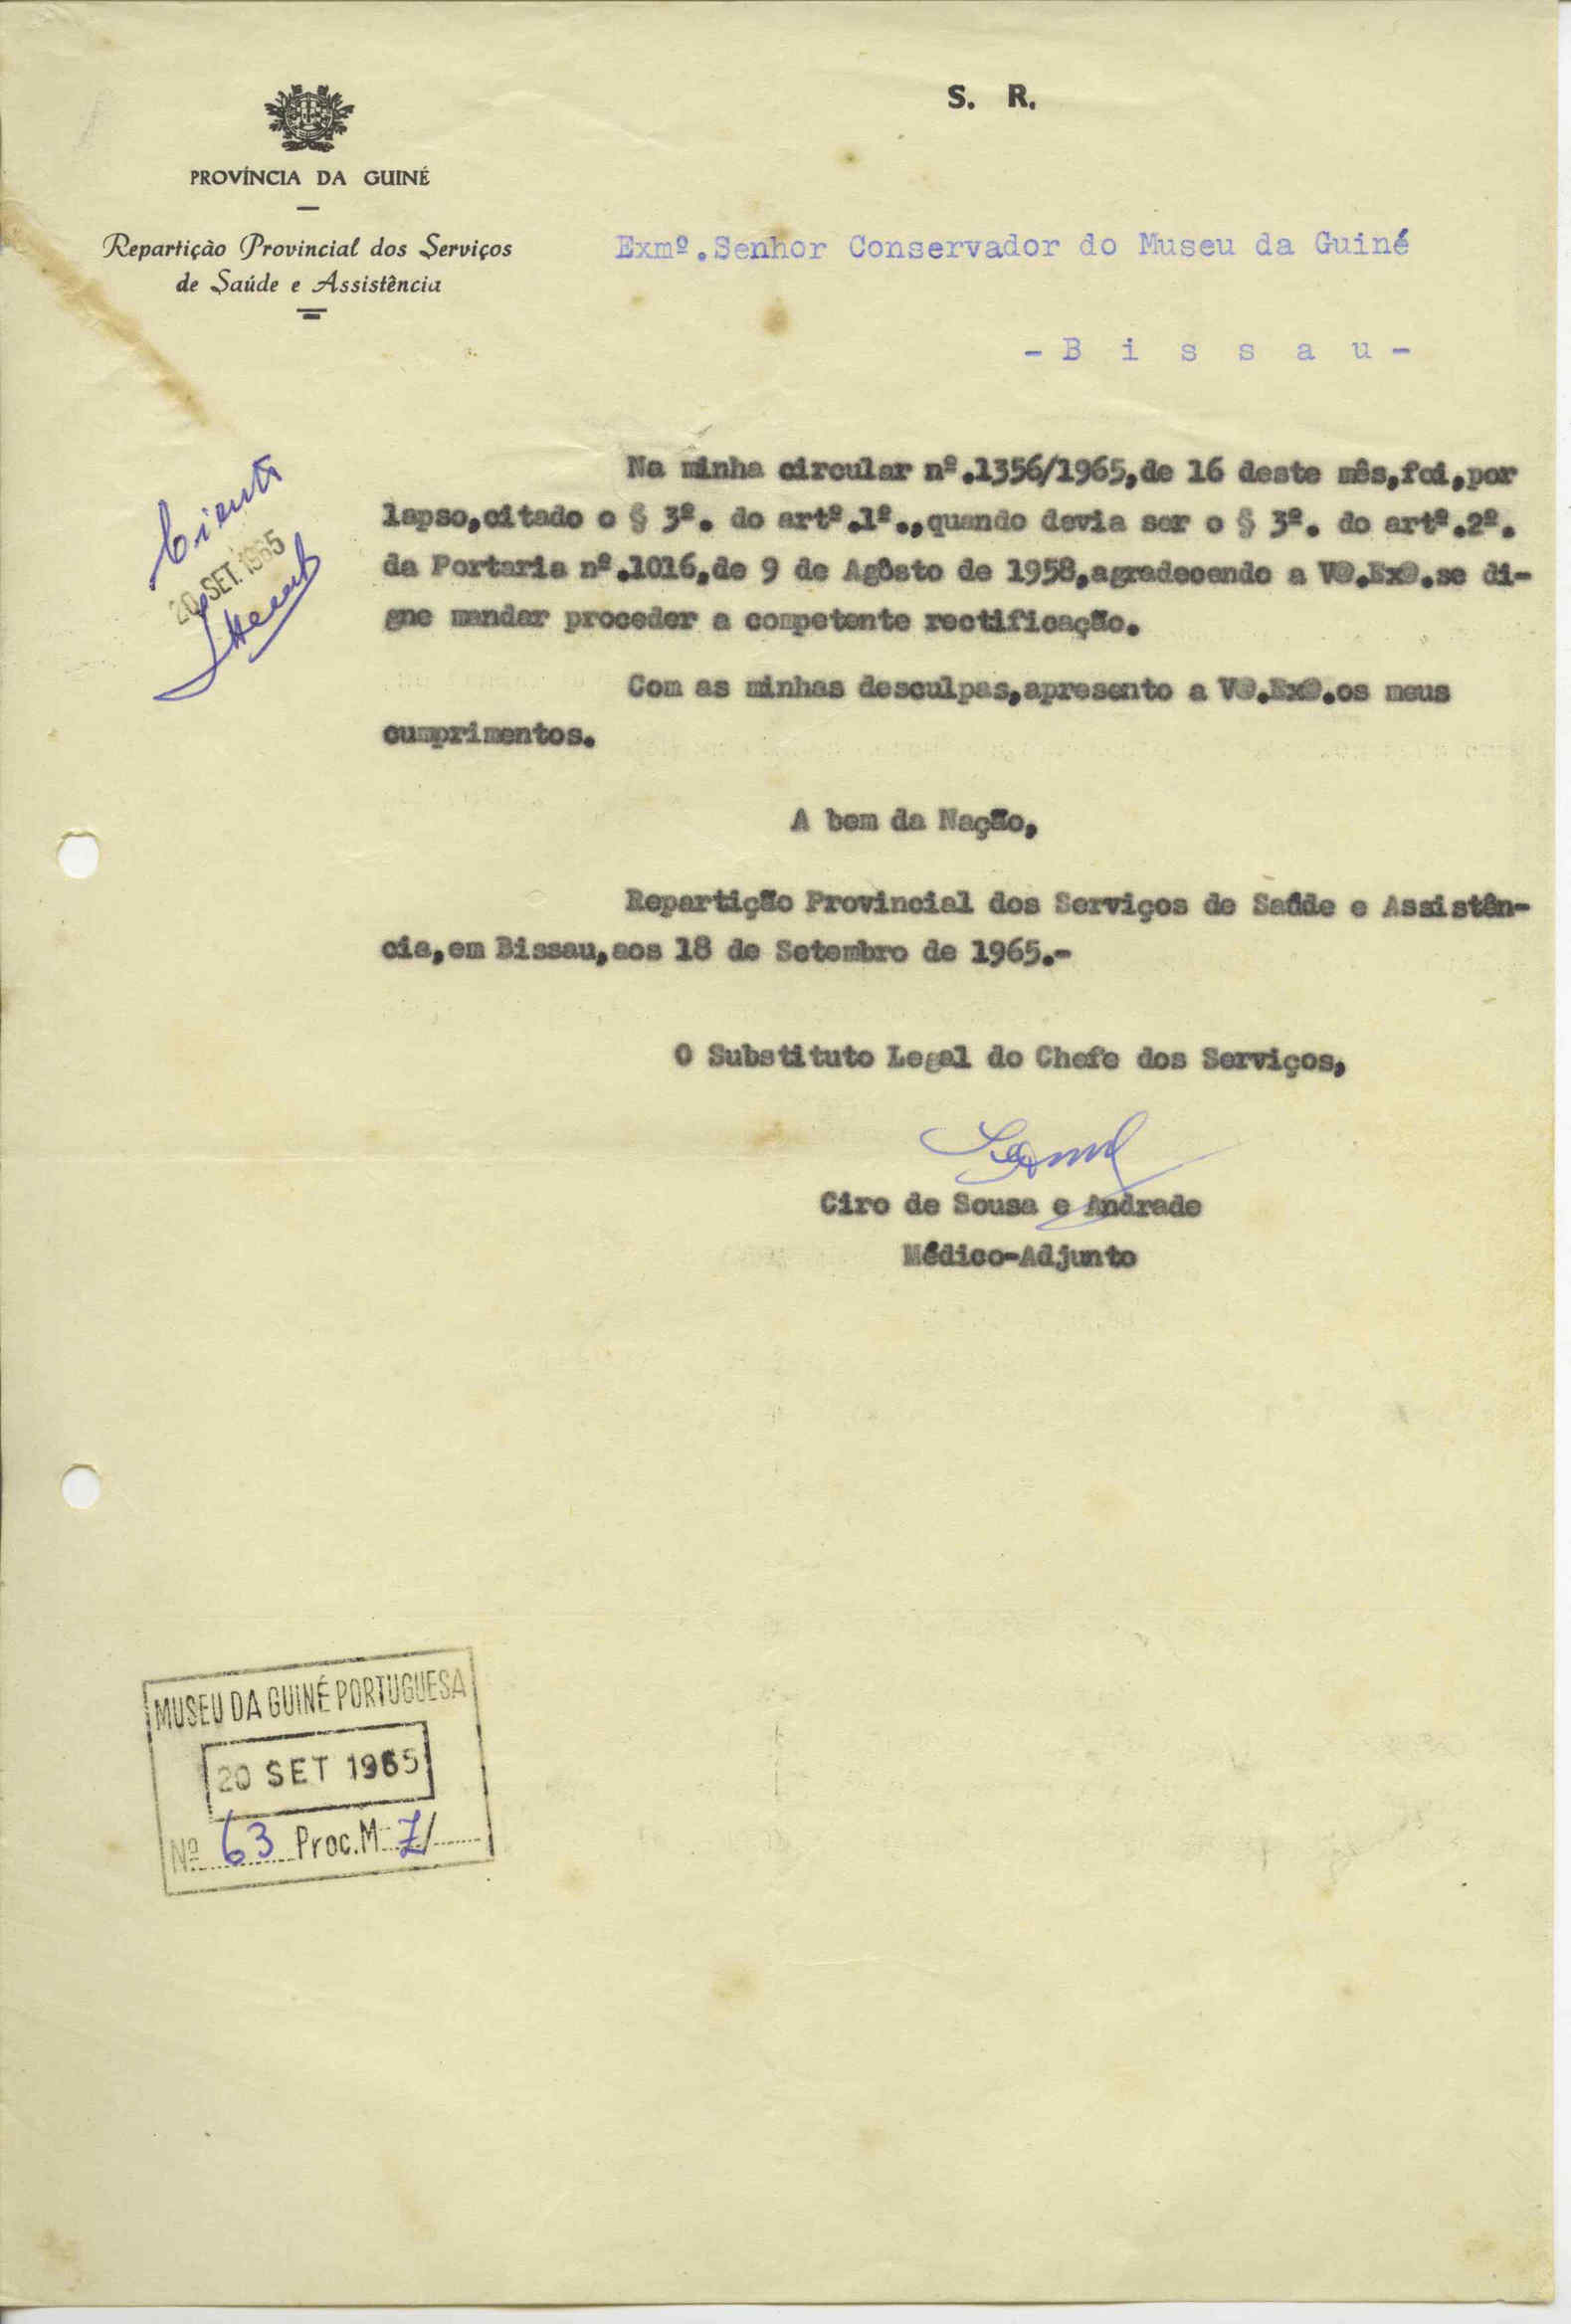 S. R.
PROVÍNCIA DA GUINÉ
Repartição Provincial dos Serviços
de Saúde e Assistência
Exmº.Senhor Conservador do Museu da Guiné
- B i s s a u -
Ciente
20 SET. 1965
Na minha circular nº.1356/1965,de 16 deste mês,foi,por
lapso,citado o § 3º. do artº.1º.,quando devia ser o § 3º. do artº.2º.
da Portaria nº.1016,de 9 de Agôsto de 1958,agradecendo a Vª.Exª.se di-
gne mandar proceder a competente rectificação.
Com as minhas desculpas,apresento a Vª.Exª.os meus
cumprimentos.
A bem da Nação,
Repartição Provincial dos Serviços de Saúde e Assistên-
cia,em Bissau,aos 18 de Setembro de 1965.-
O Substituto Legal do Chefe dos Serviços,
Ciro de Sousa e Andrade
Médico-Adjunto
MUSEU DA GUINÉ PORTUGUESA
20 SET 1965
Nº 63 Proc.M 7/